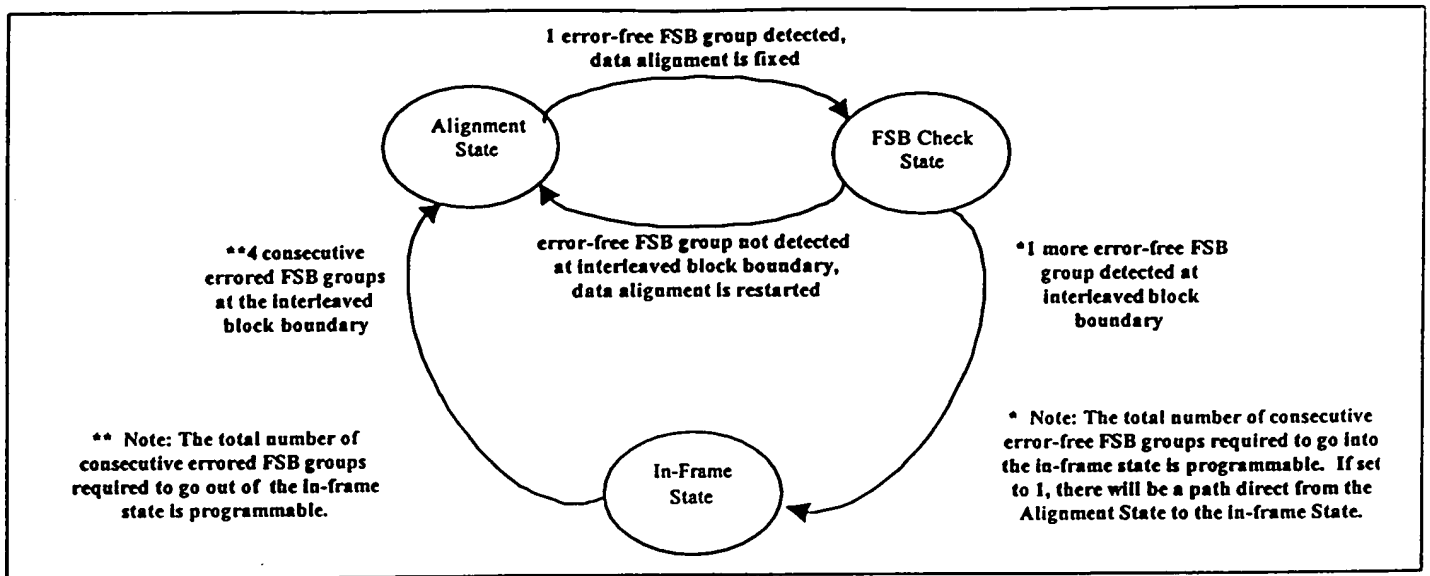 1 error-free FSB group detected,
data alignment is fixed
Alignment
State
FSB Check
State
error-free FSB group not detected
at interleaved block boundary,
data alignment is restarted
**4 consecutive
errored FSB groups
at the interleaved
block boundary
*1 more error-free FSB
group detected at
interleaved block
boundary
** Note: The total number of
consecutive errored FSB groups
required to go out of the in-frame
state is programmable.
In-Frame
State
* Note: The total number of consecutive
error-free FSB groups required to go into
the in-frame state is programmable. If set
to 1, there will be a path direct from the
Alignment State to the in-frame State.